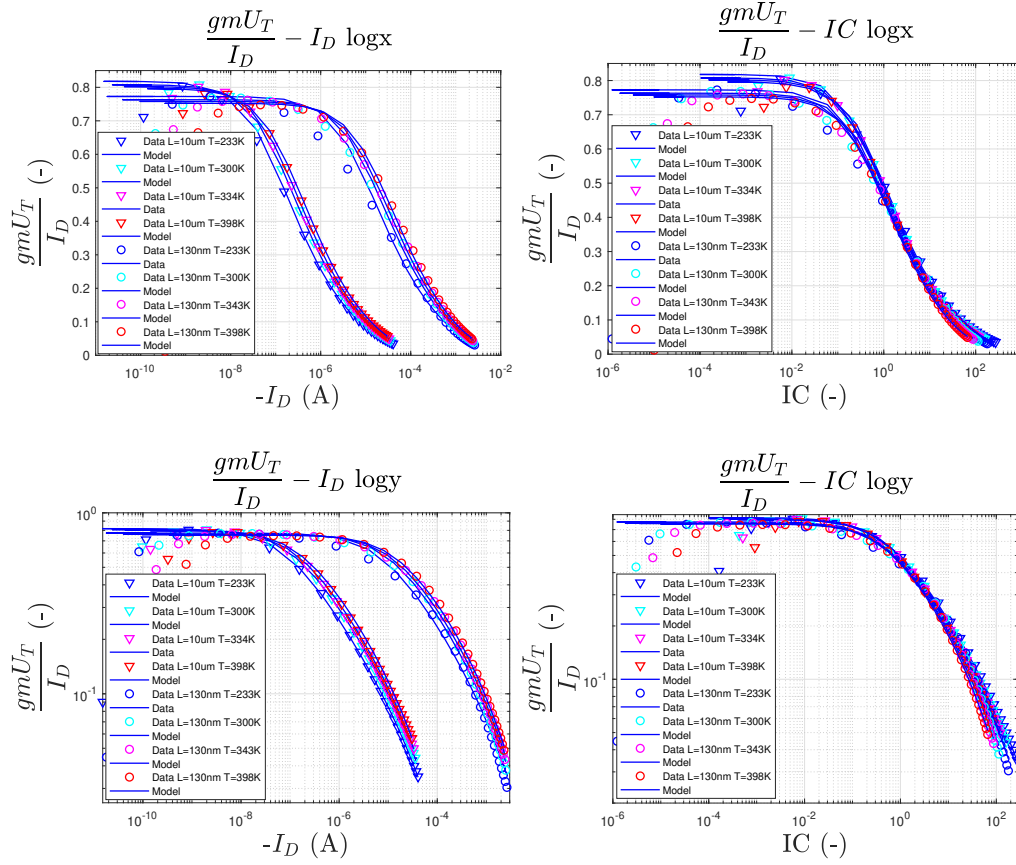 gmU_T / I_D − I_D logx
gmU_T / I_D (-)
0.8
0.7
0.6
0.5
0.4
0.3
0.2
0.1
0
Data L=10um T=233K
Model
Data L=10um T=300K
Model
Data L=10um T=334K
Data
Data L=10um T=398K
Model
Data L=130nm T=233K
Data
Data L=130nm T=300K
Model
Data L=130nm T=343K
Model
Data L=130nm T=398K
Model
10^-10 10^-8 10^-6 10^-4 10^-2
-I_D (A)
gmU_T / I_D − IC logx
gmU_T / I_D (-)
0.8
0.7
0.6
0.5
0.4
0.3
0.2
0.1
0
Data L=10um T=233K
Model
Data L=10um T=300K
Model
Data L=10um T=334K
Data
Data L=10um T=398K
Model
Data L=130nm T=233K
Data
Data L=130nm T=300K
Model
Data L=130nm T=343K
Model
Data L=130nm T=398K
Model
10^-6 10^-4 10^-2 10^0 10^2
IC (-)
gmU_T / I_D − I_D logy
gmU_T / I_D (-)
10^0
10^-1
Data L=10um T=233K
Model
Data L=10um T=300K
Model
Data L=10um T=334K
Data
Data L=10um T=398K
Model
Data L=130nm T=233K
Data
Data L=130nm T=300K
Model
Data L=130nm T=343K
Model
Data L=130nm T=398K
Model
10^-10 10^-8 10^-6 10^-4
-I_D (A)
gmU_T / I_D − IC logy
gmU_T / I_D (-)
10^-1
Data L=10um T=233K
Model
Data L=10um T=300K
Model
Data L=10um T=334K
Data
Data L=10um T=398K
Model
Data L=130nm T=233K
Data
Data L=130nm T=300K
Model
Data L=130nm T=343K
Model
Data L=130nm T=398K
Model
10^-6 10^-4 10^-2 10^0 10^2
IC (-)